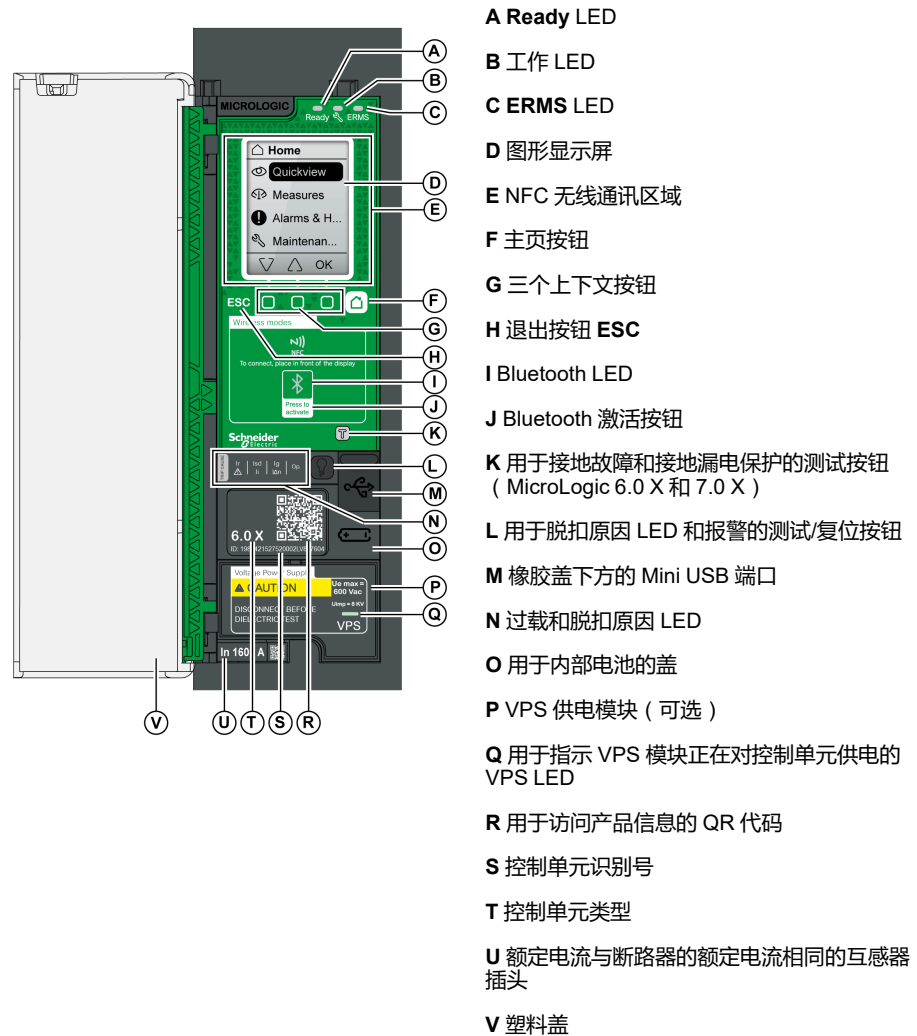 A Ready LED
B 工作 LED
C ERMS LED
D 图形显示屏
E NFC 无线通讯区域
F 主页按钮
G 三个上下文按钮
H 退出按钮 ESC
I Bluetooth LED
J Bluetooth 激活按钮
K 用于接地故障和接地漏电保护的测试按钮
（MicroLogic 6.0 X 和 7.0 X）
L 用于脱扣原因 LED 和报警的测试/复位按钮
M 橡胶盖下方的 Mini USB 端口
N 过载和脱扣原因 LED
O 用于内部电池的盖
P VPS 供电模块（可选）
Q 用于指示 VPS 模块正在对控制单元供电的
VPS LED
R 用于访问产品信息的 QR 代码
S 控制单元识别号
T 控制单元类型
U 额定电流与断路器的额定电流相同的互感器
插头
V 塑料盖
MICROLOGIC
Ready ERMS
Home
Quickview
Measures
Alarms & H...
Maintenan...
OK
ESC
Wireless modes
NFC
To connect, place in front of the display
Press to
activate
Schneider
Electric
T
Ir Isd Ig Op
Ii IΔn
6.0 X
Voltage Power Supply
CAUTION
Ue max =
600 Vac
DISCONNECT BEFORE
DIELECTRIC TEST
Uimp = 8 KV
VPS
In 160 A
A
B
C
D
E
F
G
H
I
J
K
L
M
N
O
P
Q
V U T S R